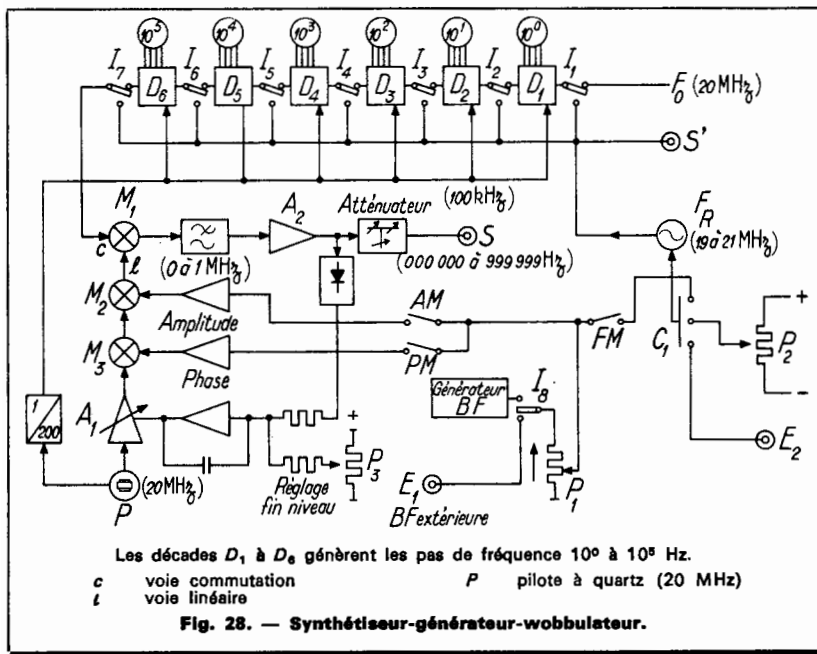 10⁵ 10⁴ 10³ 10² 10¹ 10⁰
I₇ I₆ I₅ I₄ I₃ I₂ I₁
D₆ D₅ D₄ D₃ D₂ D₁
F₀ (20 MHz)
S'
M₁ A₂ Atténuateur (100 kHz)
F_R
(19 à 21 MHz)
c
l
S
(0 à 1 MHz)
(000 000 à 999 999 Hz)
M₂ AM
Amplitude
FM C₁ P₂
+
−
M₃ PM
Phase
Générateur
BF
I₈
1/200
A₁
+
P₃
P (20 MHz)
Réglage
fin niveau
E₁
BF extérieure
P₁
E₂
Les décades D₁ à D₆ génèrent les pas de fréquence 10⁰ à 10⁵ Hz.
c voie commutation P pilote à quartz (20 MHz)
l voie linéaire
Fig. 28. — Synthétiseur-générateur-wobbulateur.